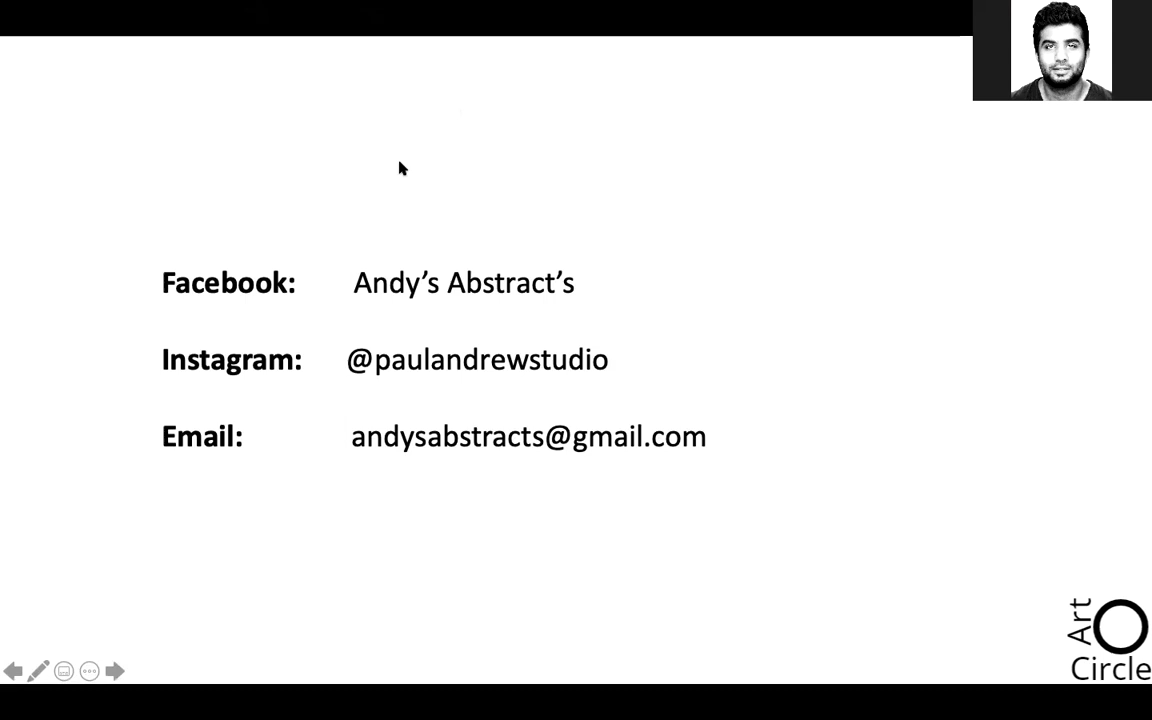 Facebook: Andy’s Abstract’s
Instagram: @paulandrewstudio
Email: andysabstracts@gmail.com
Art
Circle